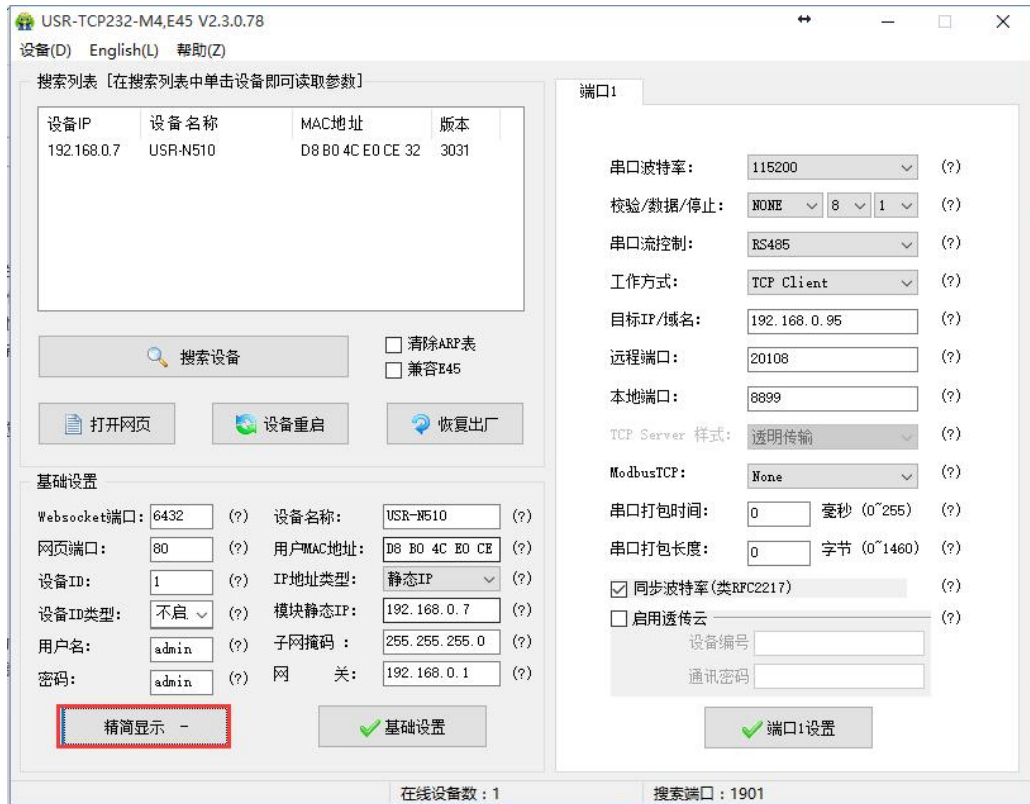 USR-TCP232-M4,E45 V2.3.0.78
设备(D) English(L) 帮助(Z)
搜索列表 [在搜索列表中单击设备即可读取参数]
设备IP 设备名称 MAC地址 版本
192.168.0.7 USR-N510 D8 B0 4C E0 CE 32 3031
搜索设备
清除ARP表
兼容E45
打开网页 设备重启 恢复出厂
基础设置
Websocket端口: 6432 (?) 设备名称: USR-N510 (?)
网页端口: 80 (?) 用户MAC地址: D8 B0 4C E0 CE (?)
设备ID: 1 (?) IP地址类型: 静态IP (?)
设备ID类型: 不启 (?) 模块静态IP: 192.168.0.7 (?)
用户名: admin (?) 子网掩码 : 255.255.255.0 (?)
密码: admin (?) 网 关: 192.168.0.1 (?)
精简显示 - 基础设置
端口1
串口波特率: 115200 (?)
校验/数据/停止: NONE 8 1 (?)
串口流控制: RS485 (?)
工作方式: TCP Client (?)
目标IP/域名: 192.168.0.95 (?)
远程端口: 20108 (?)
本地端口: 8899 (?)
TCP Server 样式: 透明传输 (?)
ModbusTCP: None (?)
串口打包时间: 0 毫秒 (0~255) (?)
串口打包长度: 0 字节 (0~1460) (?)
同步波特率(类RFC2217) (?)
启用透传云 (?)
设备编号
通讯密码
端口1设置
在线设备数:1 搜索端口:1901